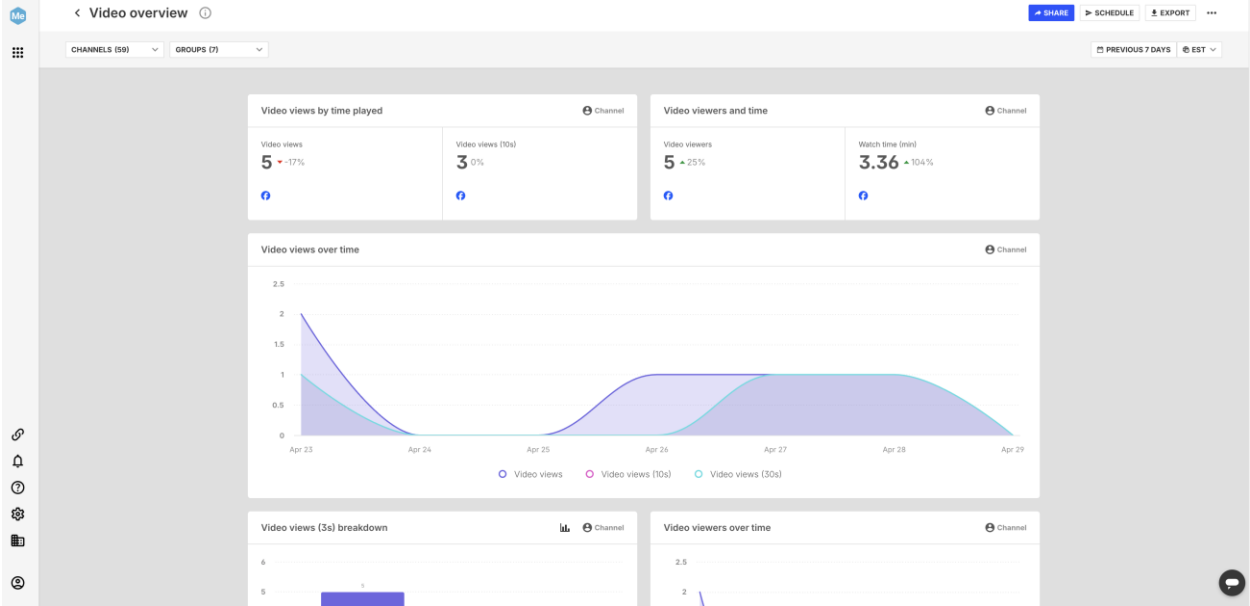 Me
Video overview
SHARE
SCHEDULE
EXPORT
CHANNELS (59)
GROUPS (7)
PREVIOUS 7 DAYS
EST
Video views by time played
Channel
Video views
5 -17%
Video views (10s)
3 0%
Video viewers and time
Channel
Video viewers
5 25%
Watch time (min)
3.36 104%
Video views over time
Channel
2.5
2
1.5
1
0.5
0
Apr 23 Apr 24 Apr 25 Apr 26 Apr 27 Apr 28 Apr 29
Video views Video views (10s) Video views (30s)
Video views (3s) breakdown
Channel
6
5
5
Video viewers over time
Channel
2.5
2